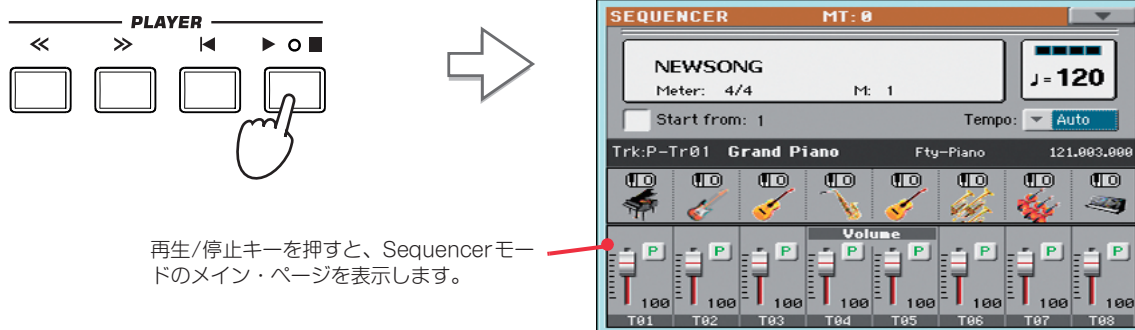 PLAYER
再生/停止キーを押すと、Sequencerモー
ドのメイン・ページを表示します。
SEQUENCER MT: 0
NEWSONG
Meter: 4/4 M: 1
♩= 120
Start from: 1 Tempo: Auto
Trk:P-Tr01 Grand Piano Fty-Piano 121.003.000
Volume
P P P P P P P P
100 100 100 100 100 100 100 100
T01 T02 T03 T04 T05 T06 T07 T08